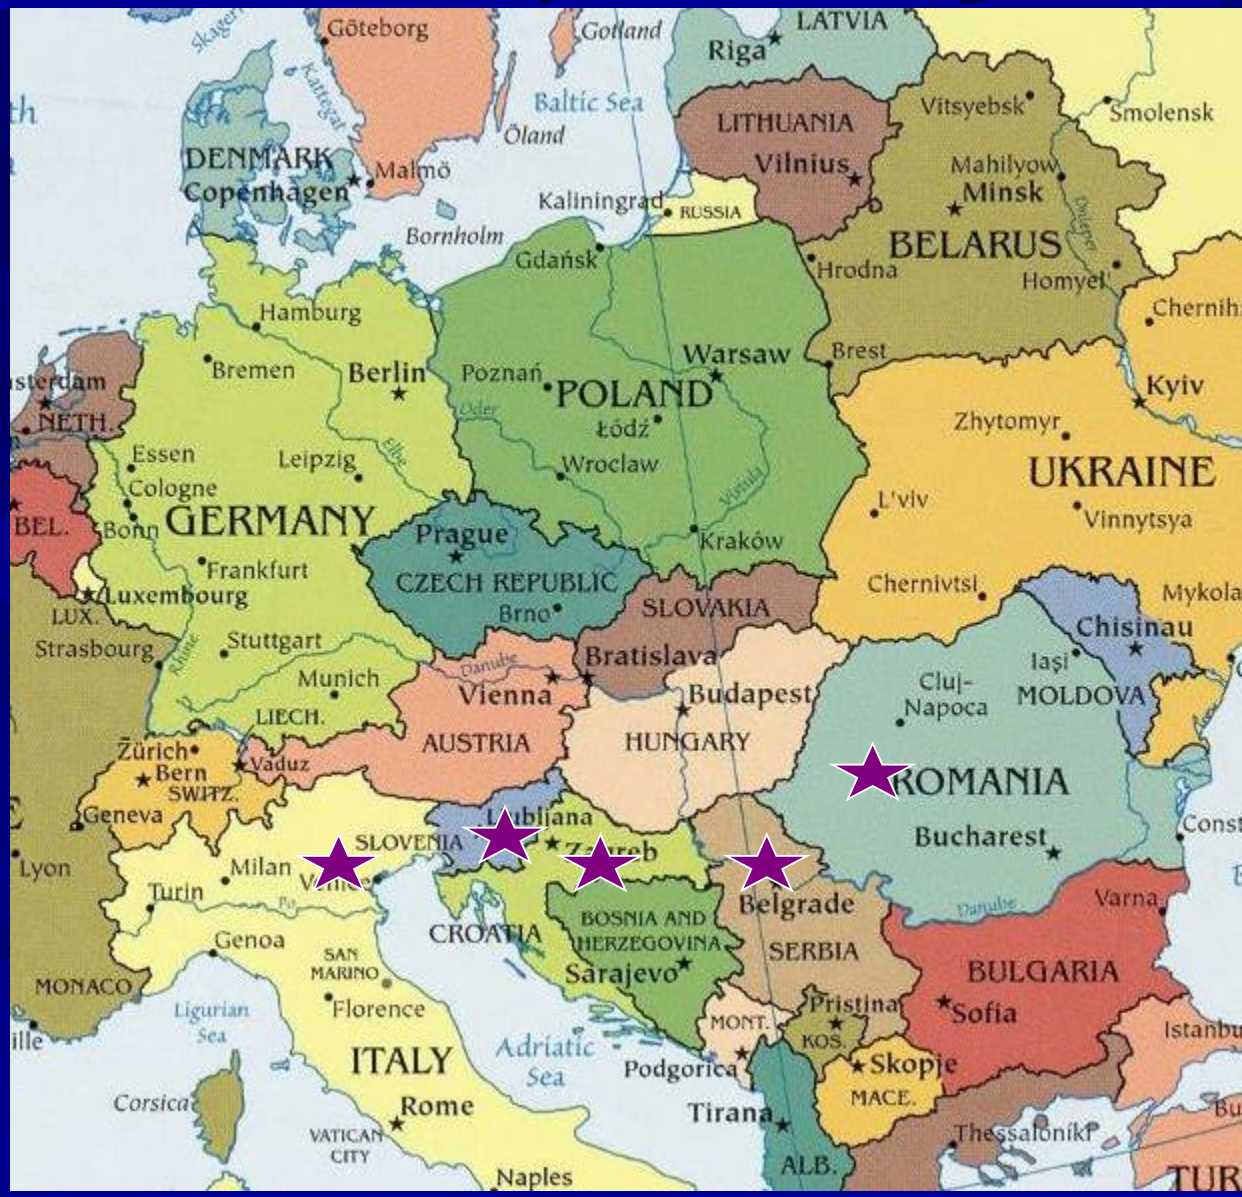 LATVIA
Göteborg
Gotland
Riga
Kattegat
Baltic Sea
Vitsyebsk
Smolensk
LITHUANIA
Öland
DENMARK
Vilnius
Mahilyow
Malmö
Copenhagen
Minsk
Kaliningrad
RUSSIA
Dnieper
Bornholm
BELARUS
Gdańsk
Hrodna
Homyel'
Hamburg
Chernih
Brest
Warsaw
Bremen
Berlin
Poznań
sterdam
POLAND
Kyiv
Oder
NETH.
Łódź
Zhytomyr
Essen
Elbe
Leipzig
Wroclaw
UKRAINE
Cologne
Vistula
L'viv
BEL.
Bonn
GERMANY
Vinnytsya
Prague
Kraków
Frankfurt
CZECH REPUBLIC
Chernivtsi
Luxembourg
Brno
SLOVAKIA
Mykola
LUX.
Chisinau
Strasbourg
Rhine
Stuttgart
Bratislava
Iaşi
Danube
Munich
Vienna
Budapest
Cluj-
Napoca
MOLDOVA
LIECH.
Zürich
AUSTRIA
HUNGARY
Bern
Vaduz
SWITZ.
ROMANIA
Geneva
Ljubljana
Const
SLOVENIA
Bucharest
E
Lyon
Milan
Turin
Po
Belgrade
Danube
Varna
CROATIA
BOSNIA AND
HERZEGOVINA
Genoa
SAN
MARINO
SERBIA
Sarajevo
BULGARIA
MONACO
Florence
Pristina
Ligurian
Sea
MONT.
Sofia
ille
KOS.
Istanbu
ITALY
Adriatic
Sea
Podgorica
Skopje
Corsica
Rome
Tirana
MACE.
Bu
VATICAN
CITY
Thessaloniki
ALB.
Naples
TUR